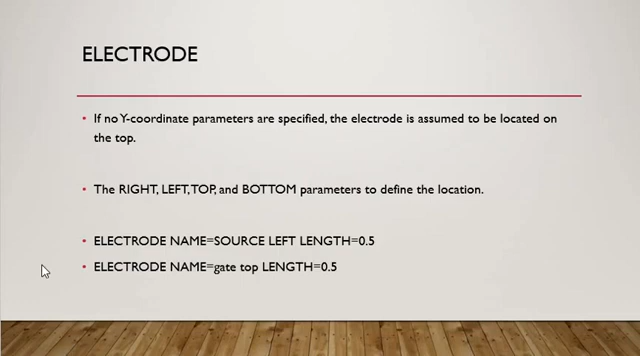 ELECTRODE
• If no Y-coordinate parameters are specified, the electrode is assumed to be located on
the top.
• The RIGHT, LEFT, TOP, and BOTTOM parameters to define the location.
• ELECTRODE NAME=SOURCE LEFT LENGTH=0.5
• ELECTRODE NAME=gate top LENGTH=0.5